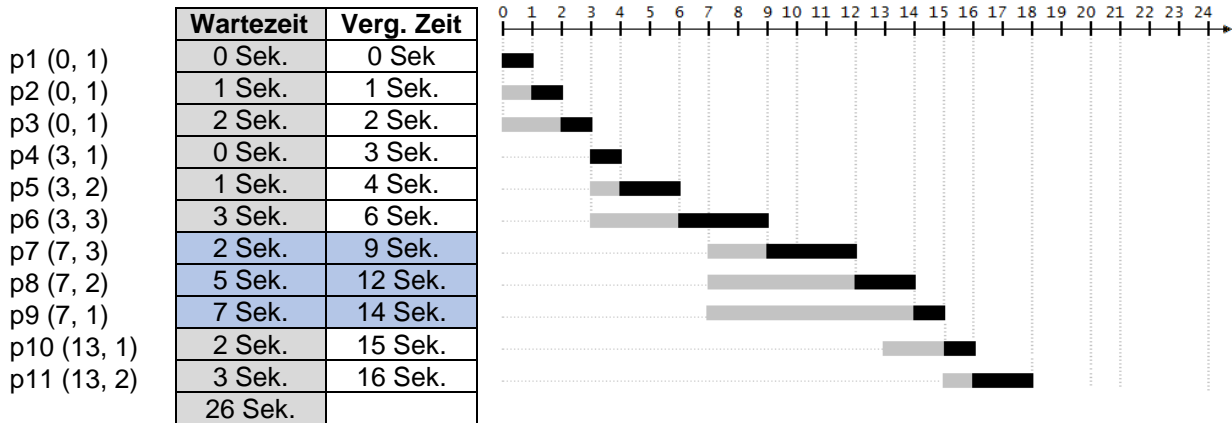 0 1 2 3 4 5 6 7 8 9 10 11 12 13 14 15 16 17 18 19 20 21 22 23 24
Wartezeit Verg. Zeit
p1 (0, 1) 0 Sek. 0 Sek
p2 (0, 1) 1 Sek. 1 Sek.
p3 (0, 1) 2 Sek. 2 Sek.
p4 (3, 1) 0 Sek. 3 Sek.
p5 (3, 2) 1 Sek. 4 Sek.
p6 (3, 3) 3 Sek. 6 Sek.
p7 (7, 3) 2 Sek. 9 Sek.
p8 (7, 2) 5 Sek. 12 Sek.
p9 (7, 1) 7 Sek. 14 Sek.
p10 (13, 1) 2 Sek. 15 Sek.
p11 (13, 2) 3 Sek. 16 Sek.
26 Sek.